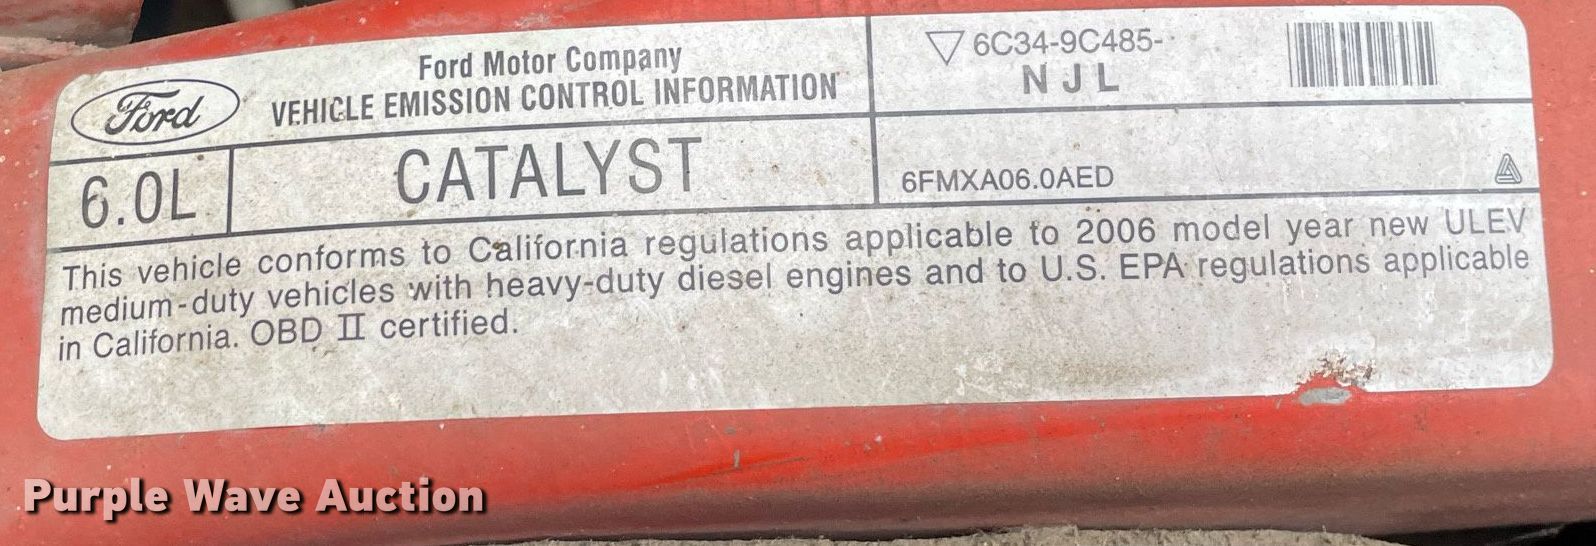 Ford
Ford Motor Company
VEHICLE EMISSION CONTROL INFORMATION
6C34-9C485-
N J L
6.0L
CATALYST
6FMXA06.0AED
This vehicle conforms to California regulations applicable to 2006 model year new ULEV
medium-duty vehicles with heavy-duty diesel engines and to U.S. EPA regulations applicable
in California. OBD II certified.
Purple Wave Auction